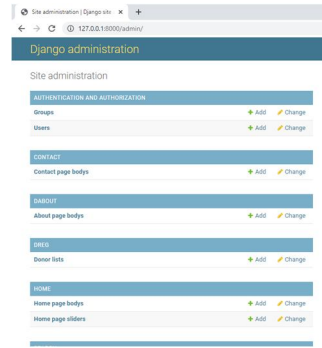 Site administration | Django site
127.0.0.1:8000/admin/
Django administration
Site administration
AUTHENTICATION AND AUTHORIZATION
Groups + Add Change
Users + Add Change
CONTACT
Contact page bodys + Add Change
DABOUT
About page bodys + Add Change
DREG
Donor lists + Add Change
HOME
Home page bodys + Add Change
Home page sliders + Add Change